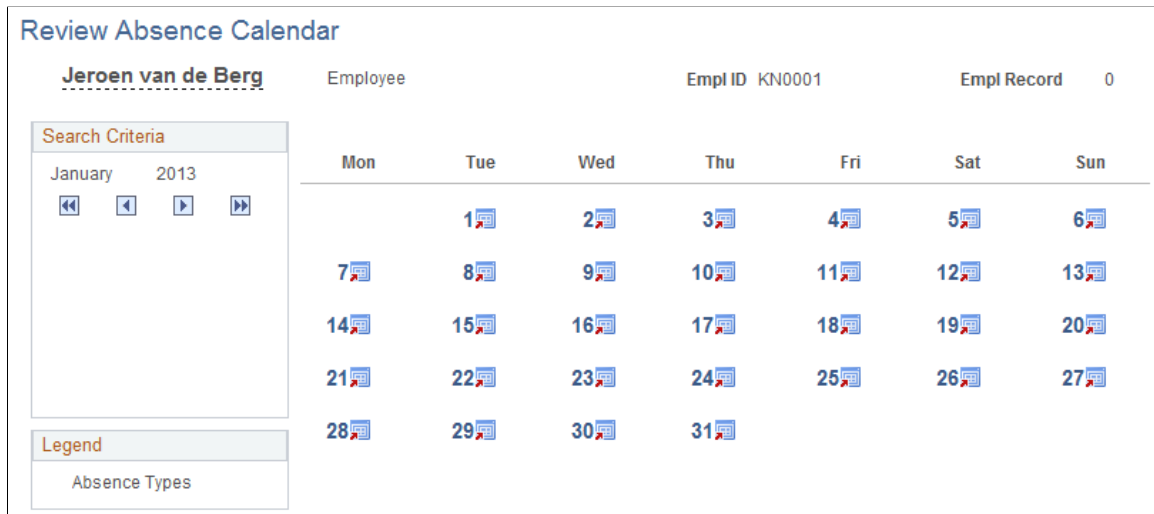 Review Absence Calendar
Jeroen van de Berg Employee Empl ID KN0001 Empl Record 0
Search Criteria
January 2013
Mon Tue Wed Thu Fri Sat Sun
1 2 3 4 5 6
7 8 9 10 11 12 13
14 15 16 17 18 19 20
21 22 23 24 25 26 27
28 29 30 31
Legend
Absence Types